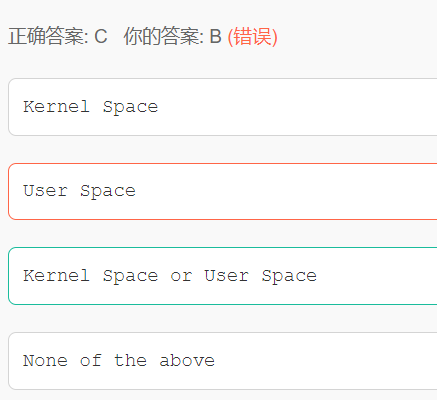 正确答案: C 你的答案: B (错误)
Kernel Space
User Space
Kernel Space or User Space
None of the above